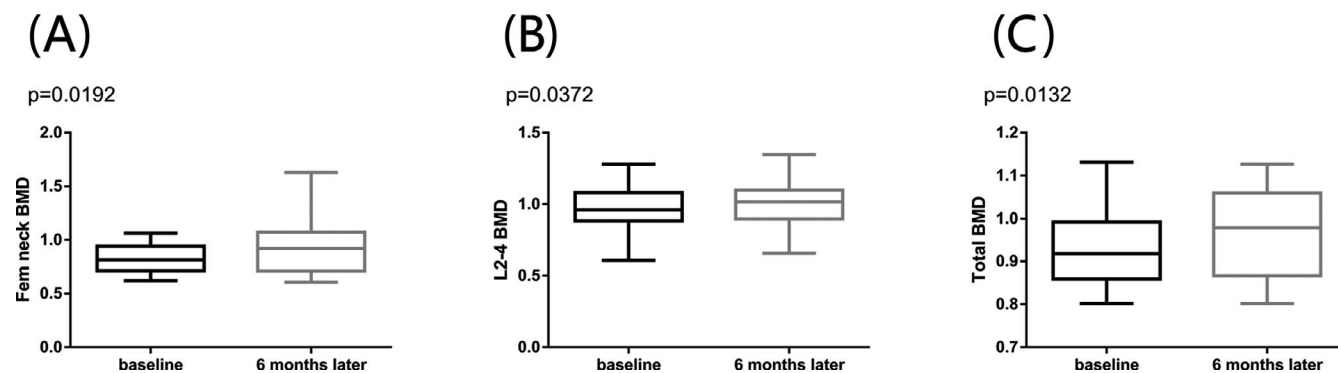 (A)
p=0.0192
Fem neck BMD
2.0
1.5
1.0
0.5
0.0
baseline
6 months later
(B)
p=0.0372
L2-4 BMD
1.5
1.0
0.5
0.0
baseline
6 months later
(C)
p=0.0132
Total BMD
1.2
1.1
1.0
0.9
0.8
0.7
baseline
6 months later